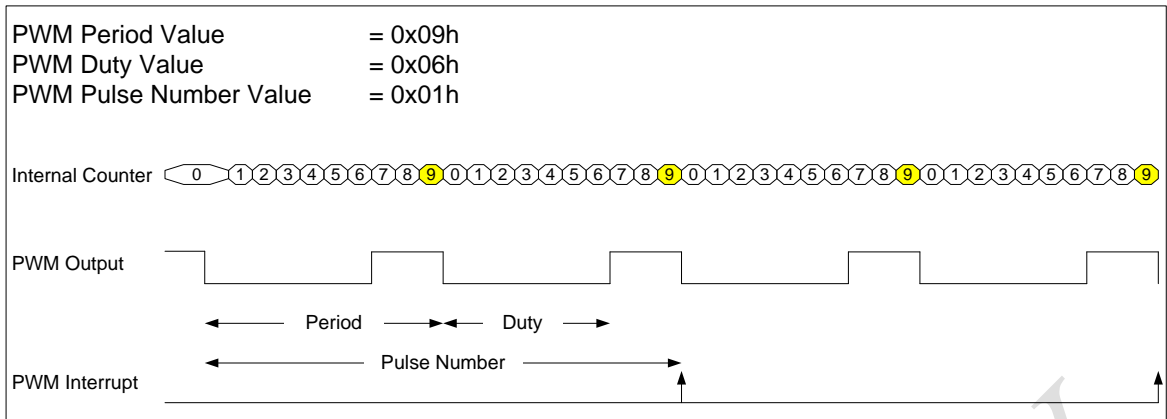 PWM Period Value = 0x09h
PWM Duty Value = 0x06h
PWM Pulse Number Value = 0x01h
Internal Counter 0 1 2 3 4 5 6 7 8 9 0 1 2 3 4 5 6 7 8 9 0 1 2 3 4 5 6 7 8 9 0 1 2 3 4 5 6 7 8 9
PWM Output
Period Duty
Pulse Number
PWM Interrupt